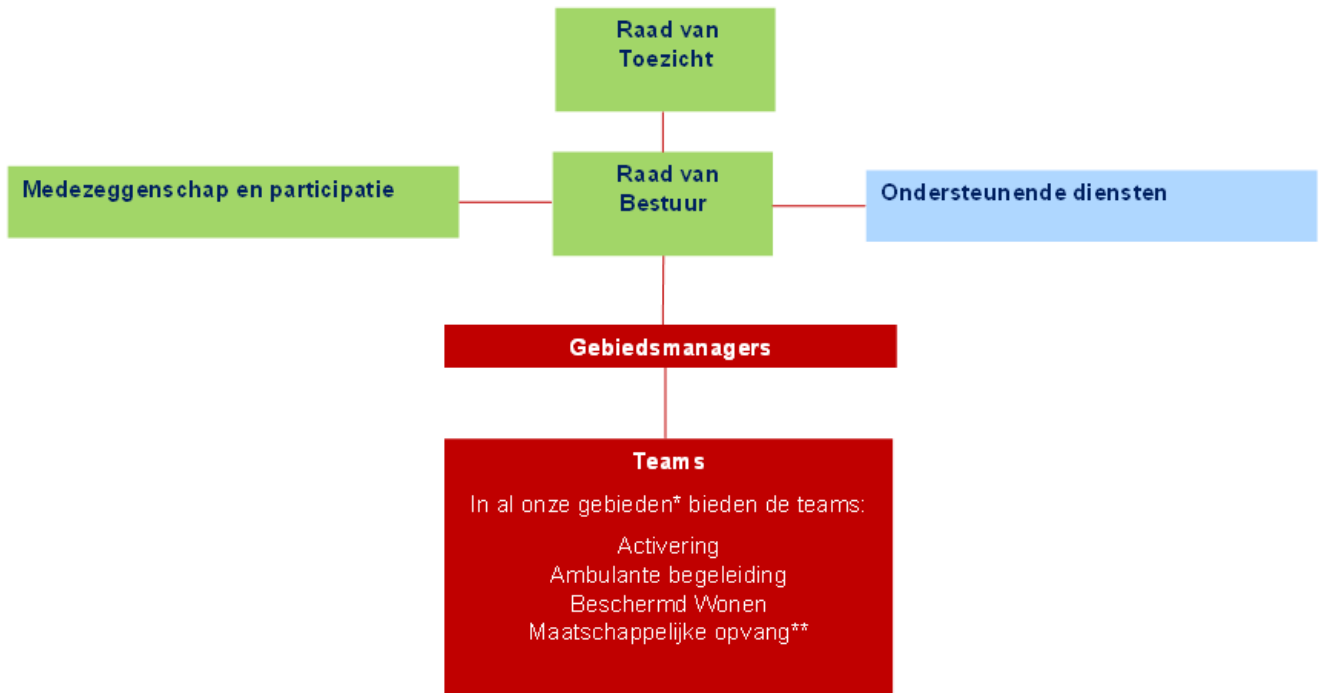 Raad van
Toezicht
Medezeggenschap en participatie
Raad van
Bestuur
Ondersteunende diensten
Gebiedsmanagers
Teams
In al onze gebieden* bieden de teams:
Activering
Ambulante begeleiding
Beschermd Wonen
Maatschappelijke opvang**